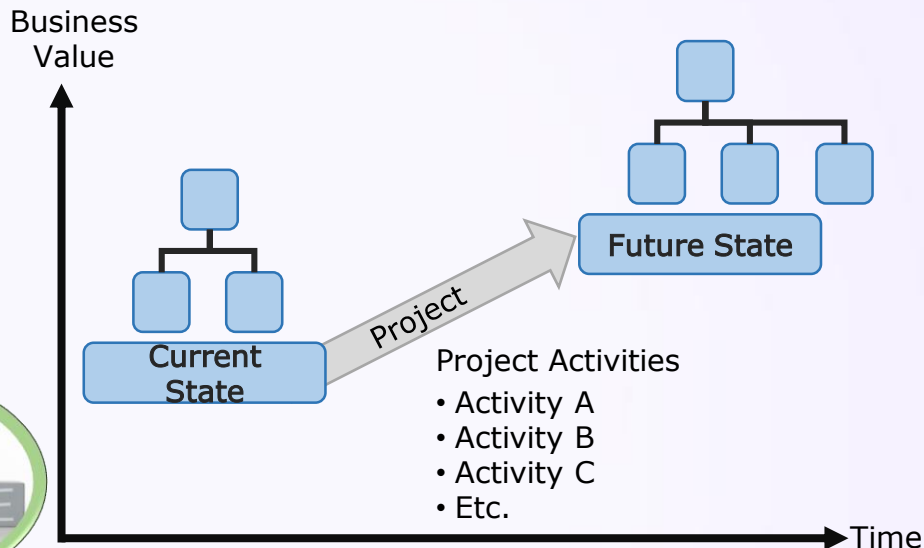 Business
Value
Future State
Project
Current
State
Project Activities
• Activity A
• Activity B
• Activity C
• Etc.
Time